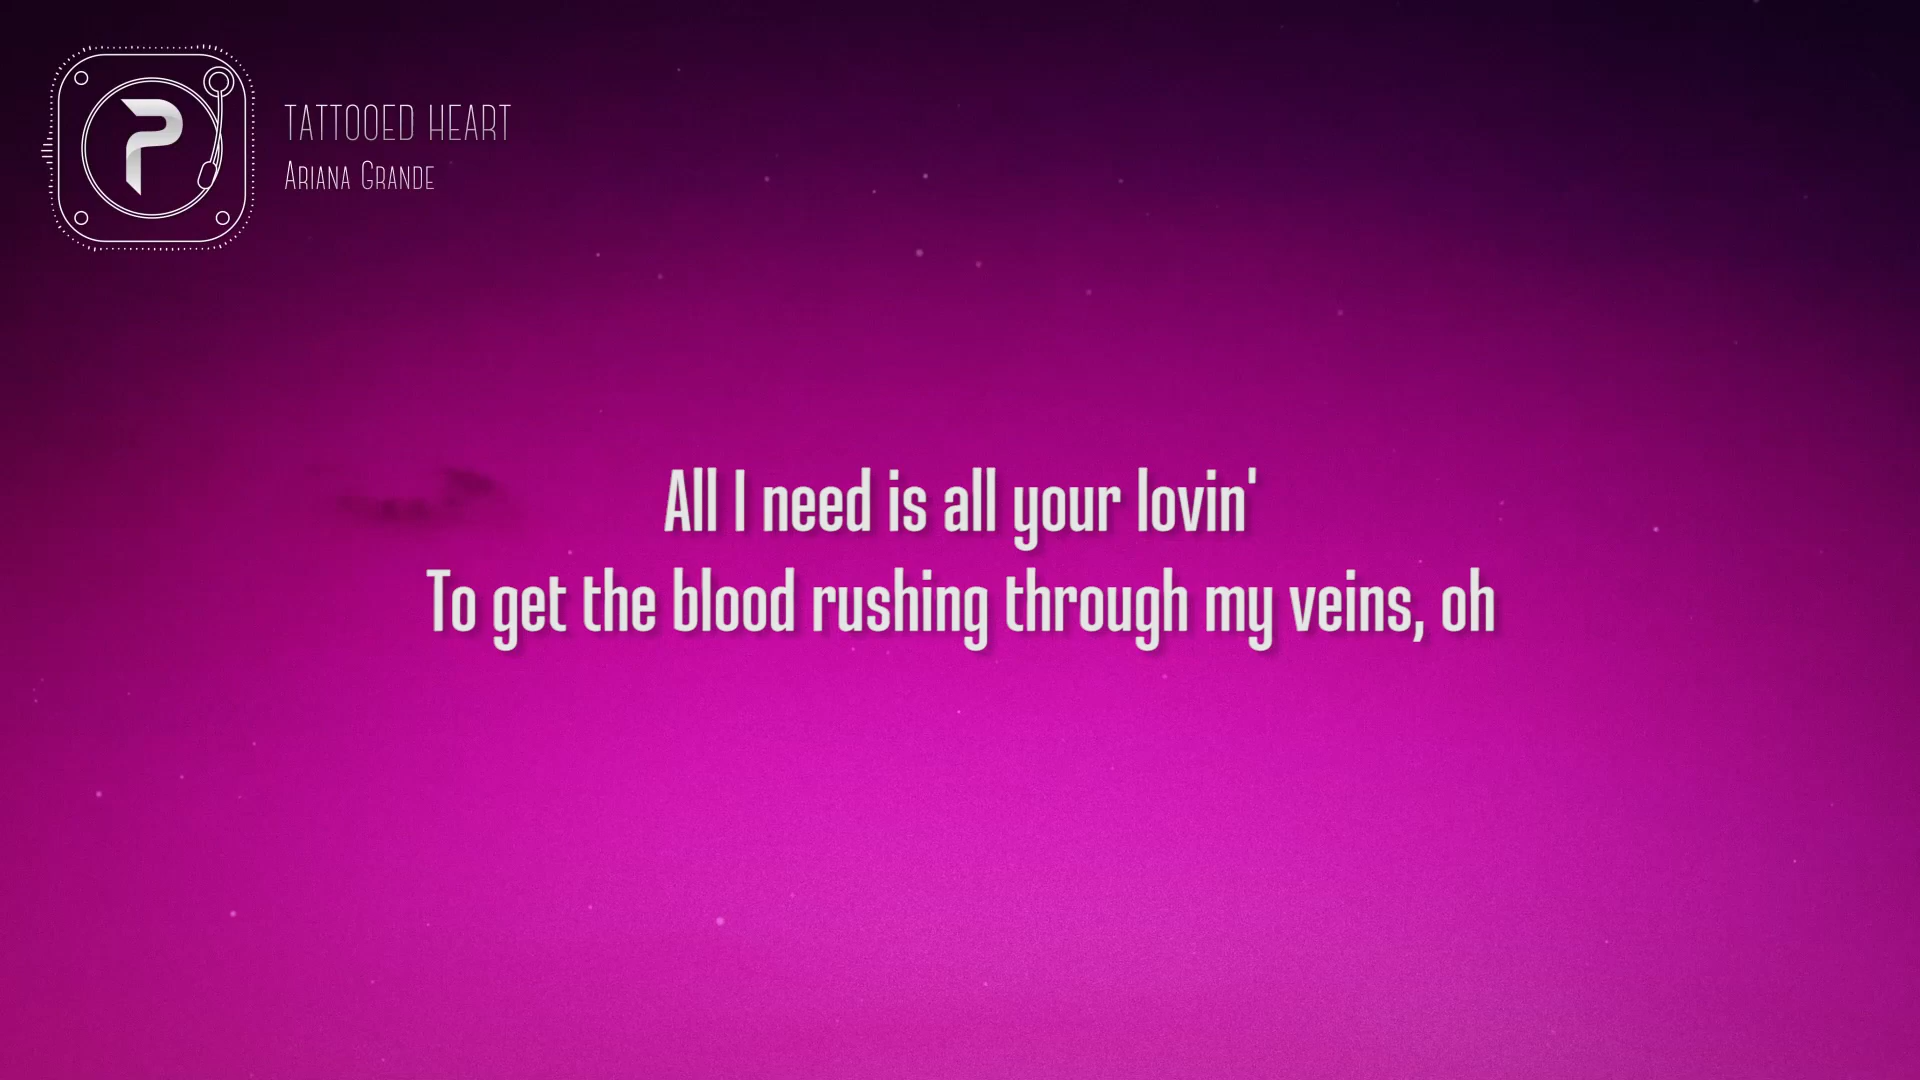 TATTOOED HEART
Ariana Grande
All I need is all your lovin'
To get the blood rushing through my veins, oh